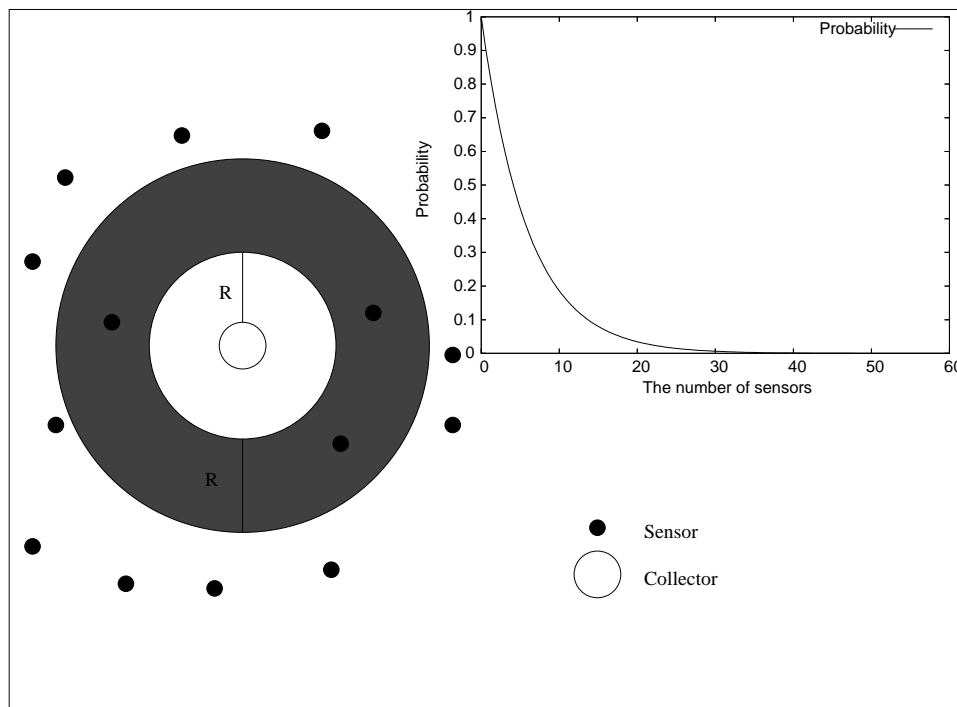 Probability
1
0.9
0.8
0.7
0.6
0.5
0.4
0.3
0.2
0.1
0
Probability
0 10 20 30 40 50 60
The number of sensors
R
R
Sensor
Collector